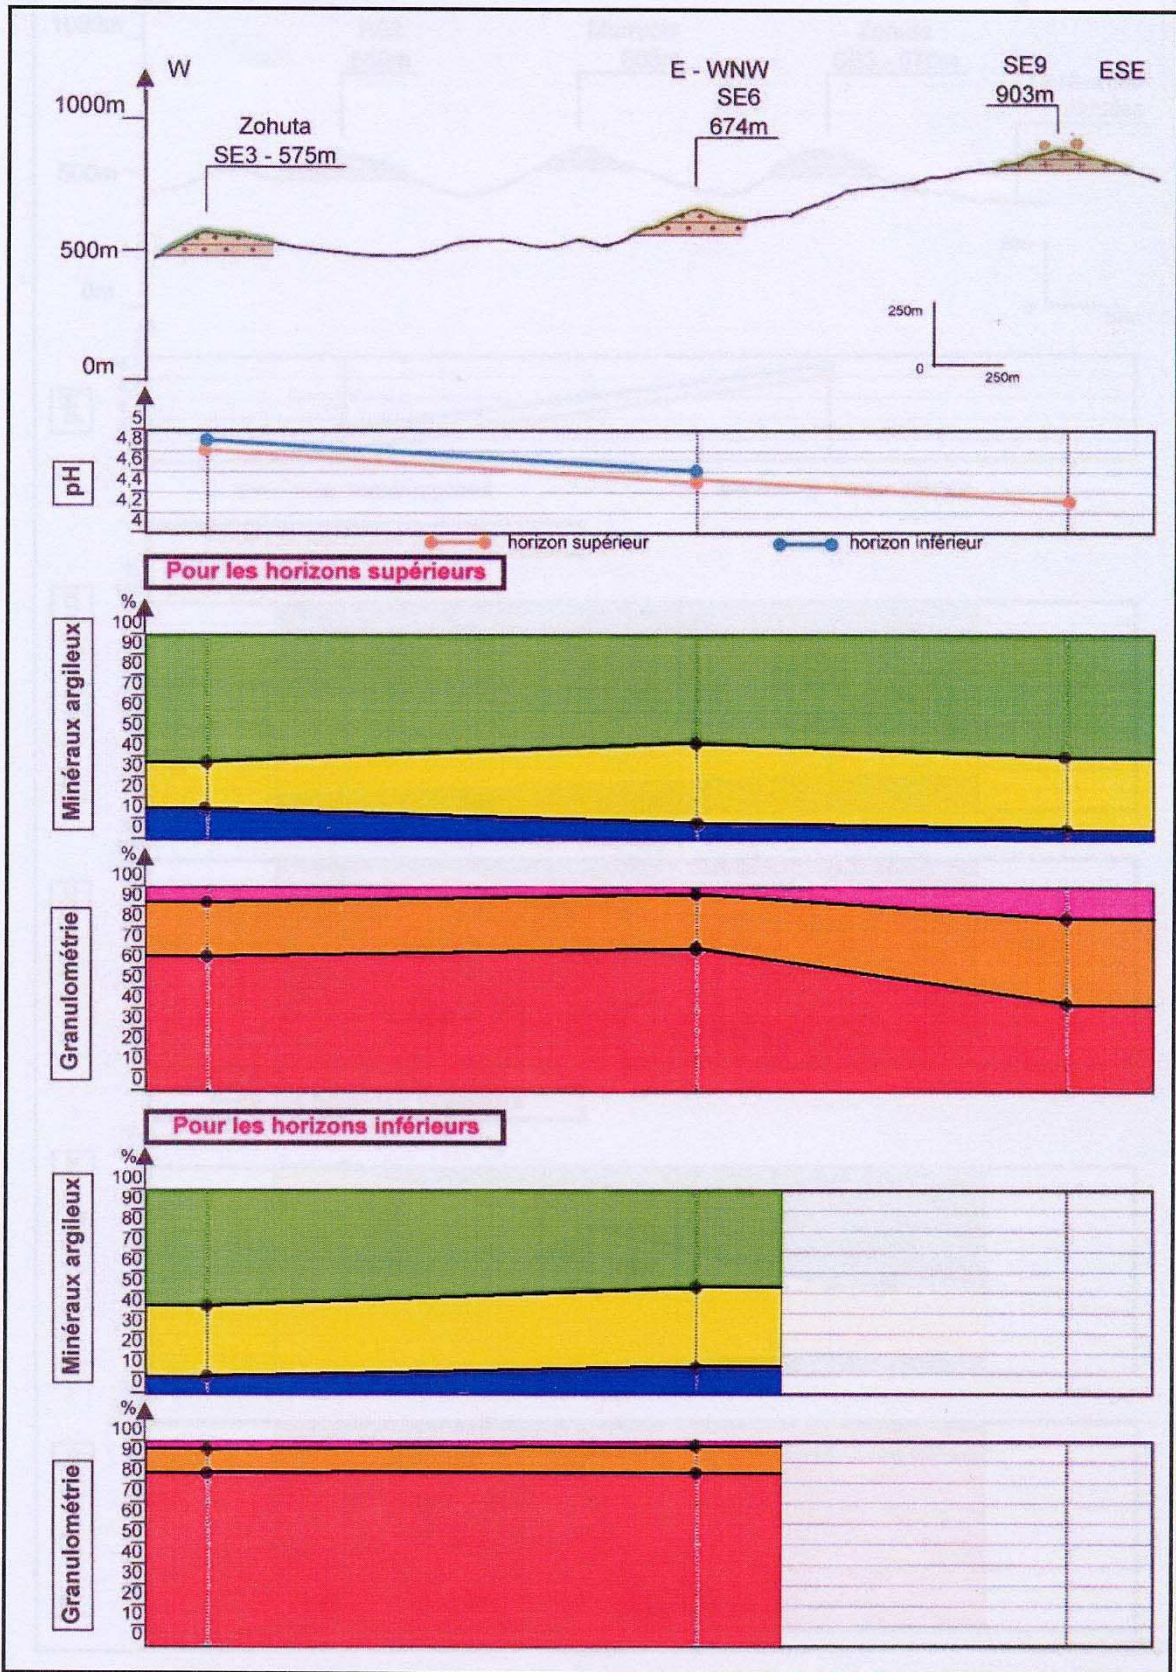 W
E - WNW
SE6
674m
SE9
903m
ESE
1000m
Zohuta
SE3 - 575m
500m
0m
250m
0
250m
pH
5
4,8
4,6
4,4
4,2
4
horizon supérieur
horizon inférieur
Pour les horizons supérieurs
Minéraux argileux
%
100
90
80
70
60
50
40
30
20
10
0
Granulométrie
%
100
90
80
70
60
50
40
30
20
10
0
Pour les horizons inférieurs
Minéraux argileux
%
100
90
80
70
60
50
40
30
20
10
0
Granulométrie
%
100
90
80
70
60
50
40
30
20
10
0